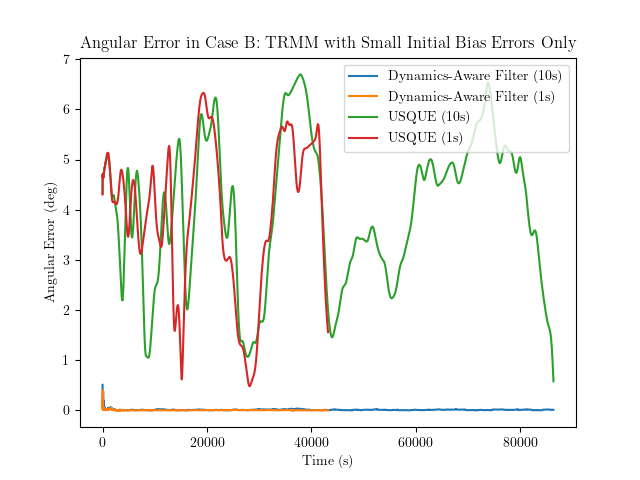 Angular Error in Case B: TRMM with Small Initial Bias Errors Only
Dynamics-Aware Filter (10s)
Dynamics-Aware Filter (1s)
USQUE (10s)
USQUE (1s)
Angular Error (deg)
7
6
5
4
3
2
1
0
0
20000
40000
60000
80000
Time (s)